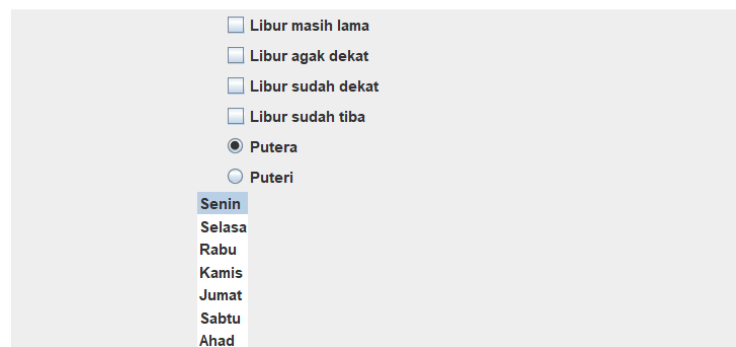 Libur masih lama
Libur agak dekat
Libur sudah dekat
Libur sudah tiba
Putera
Puteri
Senin
Selasa
Rabu
Kamis
Jumat
Sabtu
Ahad